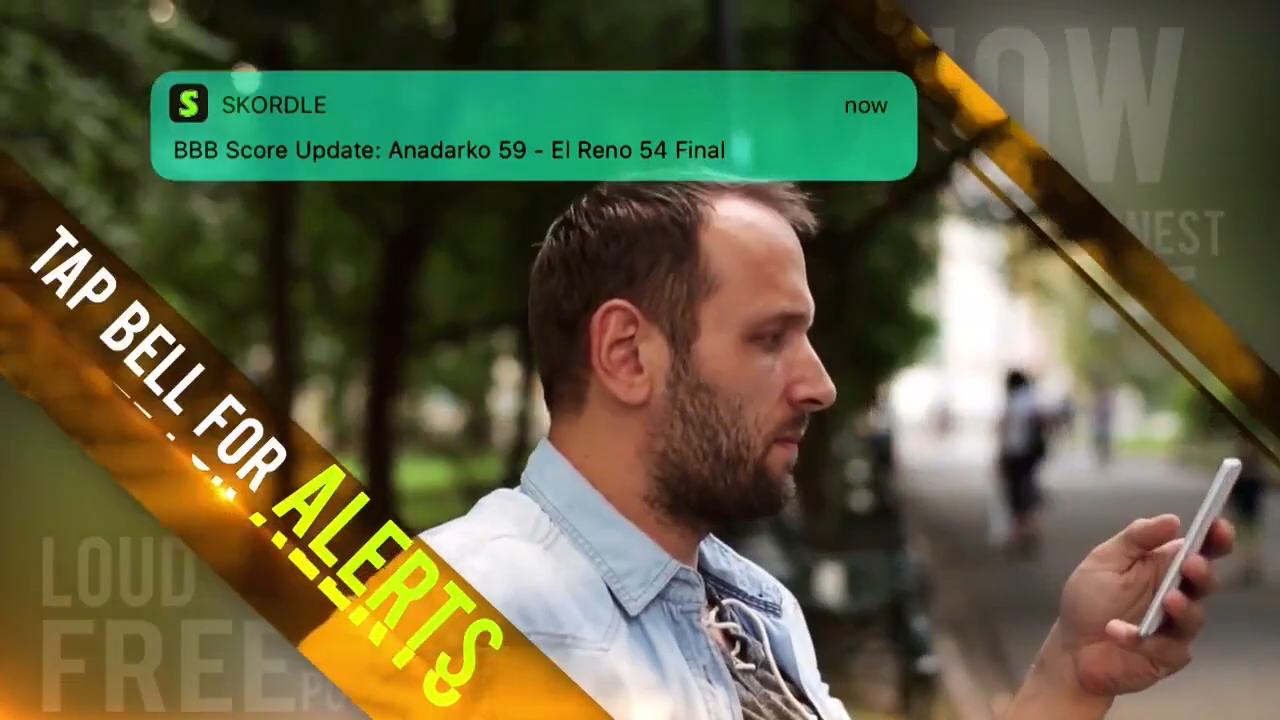 S SKORDLE now
BBB Score Update: Anadarko 59 - El Reno 54 Final
TAP BELL FOR ALERTS
LOUD
FREE